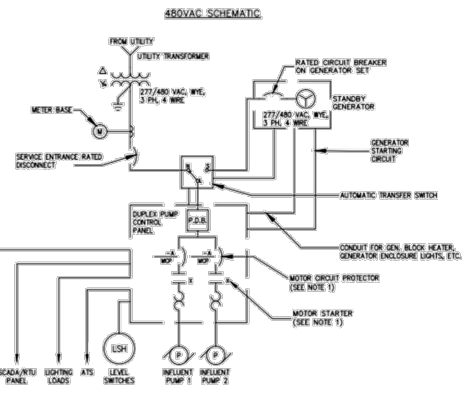 480VAC SCHEMATIC
FROM UTILITY
UTILITY TRANSFORMER
277/480 VAC, WYE,
3 PH, 4 WIRE
METER BASE
M
SERVICE ENTRANCE RATED
DISCONNECT
RATED CIRCUIT BREAKER
ON GENERATOR SET
STANDBY
GENERATOR
277/480 VAC, WYE,
3 PH, 4 WIRE
GENERATOR
STARTING
CIRCUIT
AUTOMATIC TRANSFER SWITCH
DUPLEX PUMP
CONTROL
PANEL
P.D.B.
CONDUIT FOR GEN. BLOCK HEATER,
GENERATOR ENCLOSURE LIGHTS, ETC.
MCP
MCP
MOTOR CIRCUIT PROTECTOR
(SEE NOTE 1)
MOTOR STARTER
(SEE NOTE 1)
LSH
P
P
SCADA/RTU
PANEL
LIGHTING
LOADS
ATS
LEVEL
SWITCHES
INFLUENT
PUMP 1
INFLUENT
PUMP 2